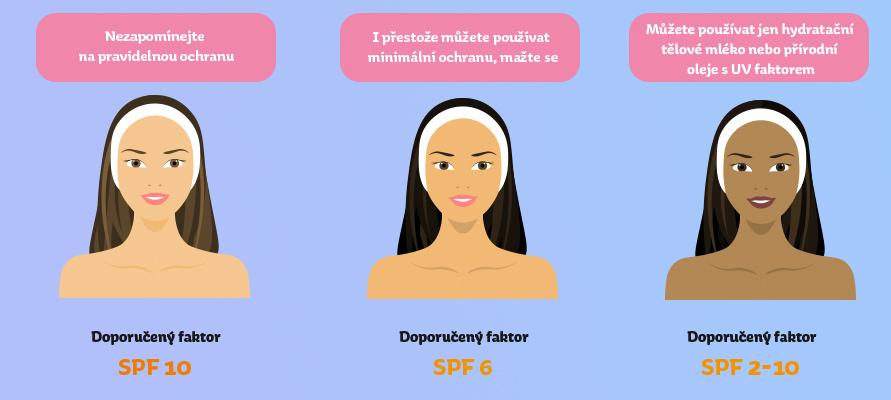 Nezapomínejte
na pravidelnou ochranu
I přestože můžete používat
minimální ochranu, mažte se
Můžete používat jen hydratační
tělové mléko nebo přírodní
oleje s UV faktorem
Doporučený faktor
SPF 10
Doporučený faktor
SPF 6
Doporučený faktor
SPF 2-10